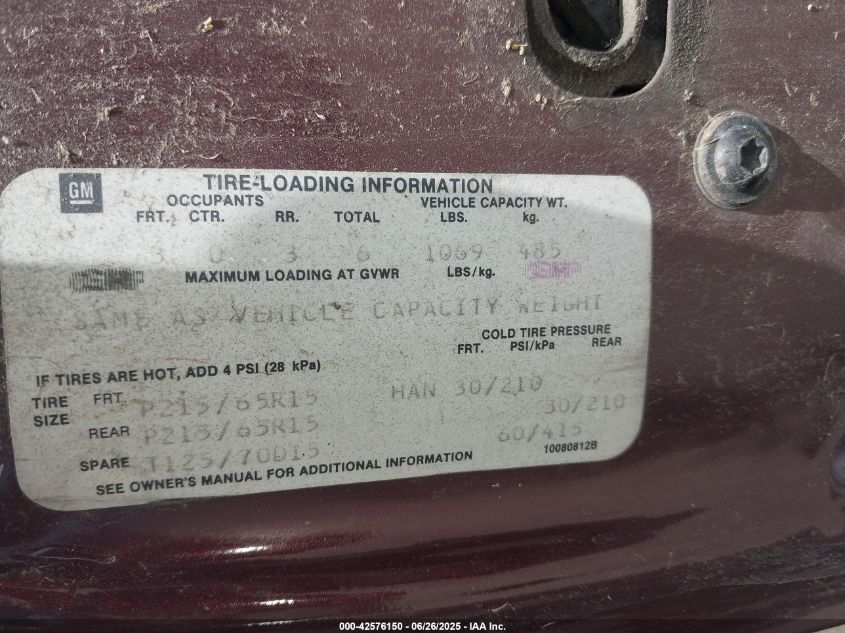 GM
TIRE-LOADING INFORMATION
OCCUPANTS VEHICLE CAPACITY WT.
FRT. CTR. RR. TOTAL LBS. kg.
3 0 3 6 1069 485
MAXIMUM LOADING AT GVWR LBS/kg.
SAME AS VEHICLE CAPACITY WEIGHT
COLD TIRE PRESSURE
FRT. PSI/kPa REAR
IF TIRES ARE HOT, ADD 4 PSI (28 kPa)
TIRE SIZE FRT. P215/65R15 HAN 30/210
REAR P215/65R15 30/210
SPARE T125/70D15 60/415
SEE OWNER'S MANUAL FOR ADDITIONAL INFORMATION 10080812B
000-42576150 - 06/26/2025 - IAA Inc.